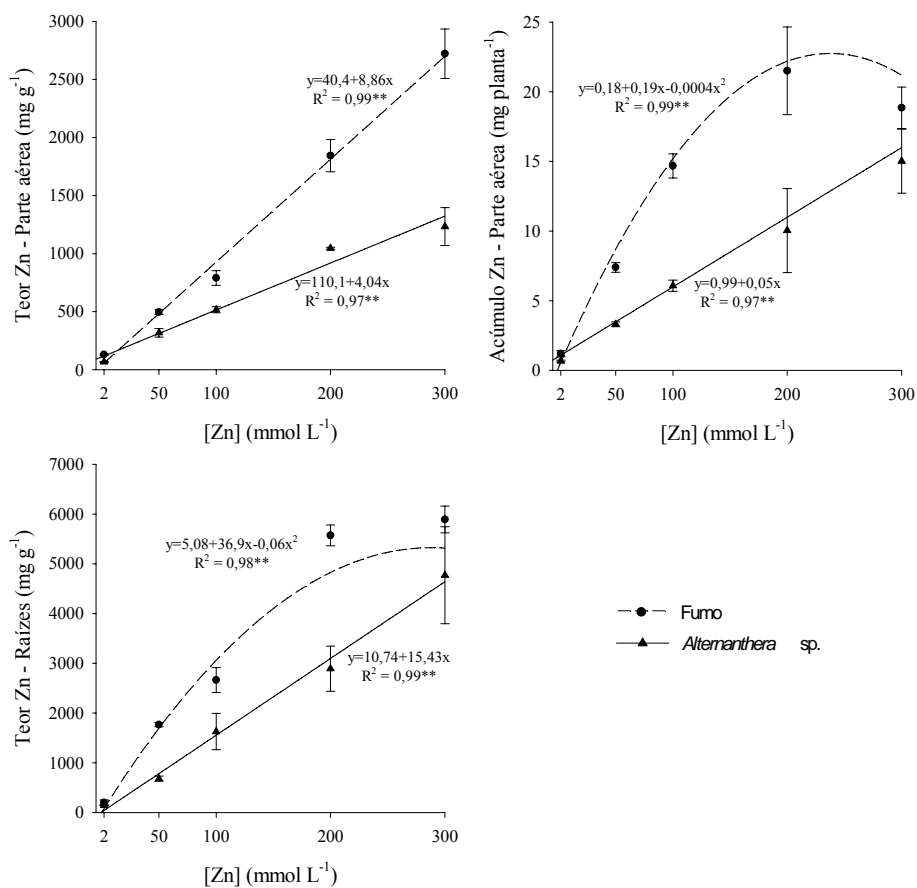 Teor Zn - Parte aérea (mg g⁻¹)
3000
2500
2000
1500
1000
500
0
y=40,4+8,86x
R² = 0,99**
y=110,1+4,04x
R² = 0,97**
2 50 100 200 300
[Zn] (mmol L⁻¹)
Acúmulo Zn - Parte aérea (mg planta⁻¹)
25
20
15
10
5
0
y=0,18+0,19x-0,0004x²
R² = 0,99**
y=0,99+0,05x
R² = 0,97**
2 50 100 200 300
[Zn] (mmol L⁻¹)
Teor Zn - Raízes (mg g⁻¹)
7000
6000
5000
4000
3000
2000
1000
0
y=5,08+36,9x-0,06x²
R² = 0,98**
y=10,74+15,43x
R² = 0,99**
2 50 100 200 300
[Zn] (mmol L⁻¹)
Fumo
Alternanthera sp.